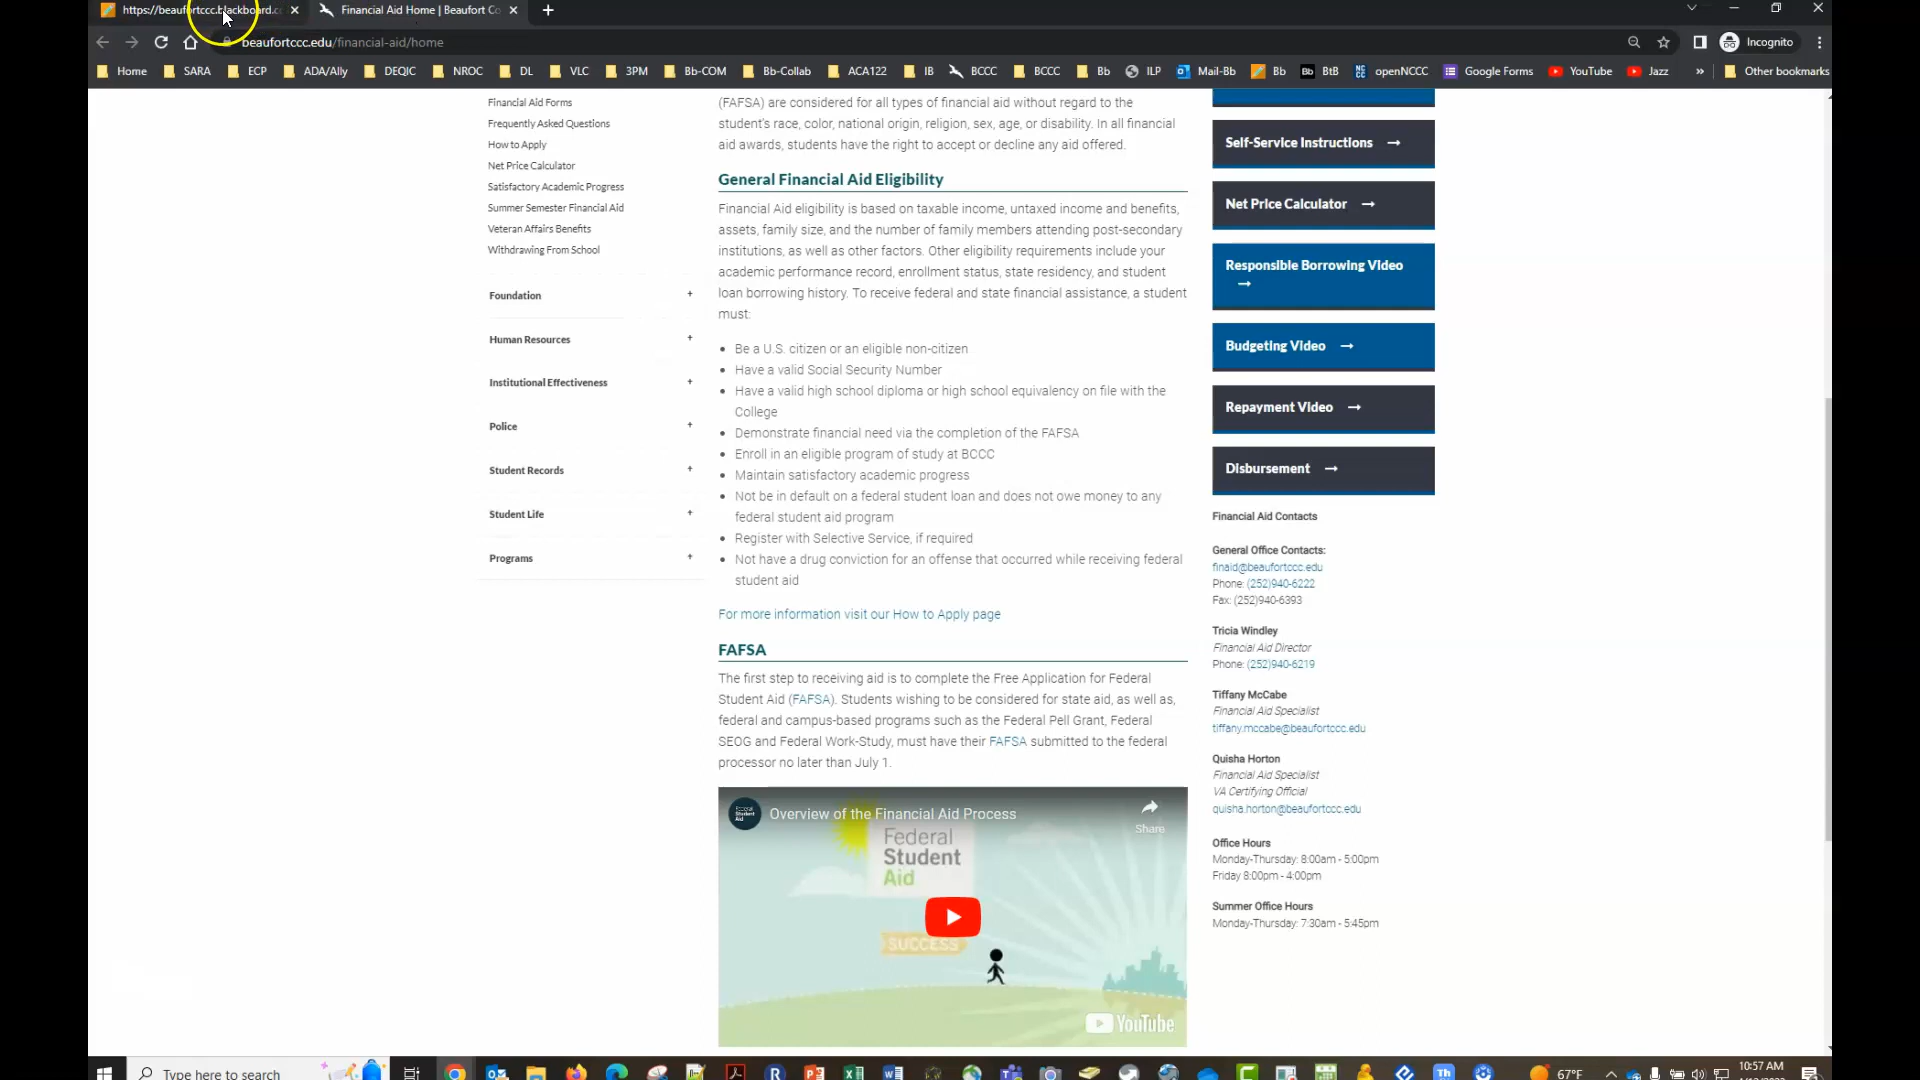 https://beaufortccc.blackboard.c
Financial Aid Home | Beaufort Co
beaufortccc.edu/financial-aid/home
Incognito
Home SARA ECP ADA/Ally DEQIC NROC DL VLC 3PM Bb-COM Bb-Collab ACA122 IB BCCC BCCC Bb ILP Mail-Bb Bb BtB openNCCC Google Forms YouTube Jazz » Other bookmarks
Financial Aid Forms
Frequently Asked Questions
How to Apply
Net Price Calculator
Satisfactory Academic Progress
Summer Semester Financial Aid
Veteran Affairs Benefits
Withdrawing From School
Foundation +
Human Resources +
Institutional Effectiveness +
Police +
Student Records +
Student Life +
Programs +
(FAFSA) are considered for all types of financial aid without regard to the
student's race, color, national origin, religion, sex, age, or disability. In all financial
aid awards, students have the right to accept or decline any aid offered.
General Financial Aid Eligibility
Financial Aid eligibility is based on taxable income, untaxed income and benefits,
assets, family size, and the number of family members attending post-secondary
institutions, as well as other factors. Other eligibility requirements include your
academic performance record, enrollment status, state residency, and student
loan borrowing history. To receive federal and state financial assistance, a student
must:
• Be a U.S. citizen or an eligible non-citizen
• Have a valid Social Security Number
• Have a valid high school diploma or high school equivalency on file with the
College
• Demonstrate financial need via the completion of the FAFSA
• Enroll in an eligible program of study at BCCC
• Maintain satisfactory academic progress
• Not be in default on a federal student loan and does not owe money to any
federal student aid program
• Register with Selective Service, if required
• Not have a drug conviction for an offense that occurred while receiving federal
student aid
For more information visit our How to Apply page
FAFSA
The first step to receiving aid is to complete the Free Application for Federal
Student Aid (FAFSA). Students wishing to be considered for state aid, as well as,
federal and campus-based programs such as the Federal Pell Grant, Federal
SEOG and Federal Work-Study, must have their FAFSA submitted to the federal
processor no later than July 1.
Federal Student Aid
Overview of the Financial Aid Process
Share
Federal
Student
Aid
SUCCESS
YouTube
Self-Service Instructions →
Net Price Calculator →
Responsible Borrowing Video
→
Budgeting Video →
Repayment Video →
Disbursement →
Financial Aid Contacts
General Office Contacts:
finaid@beaufortccc.edu
Phone: (252)940-6222
Fax: (252)940-6393
Tricia Windley
Financial Aid Director
Phone: (252)940-6219
Tiffany McCabe
Financial Aid Specialist
tiffany.mccabe@beaufortccc.edu
Quisha Horton
Financial Aid Specialist
VA Certifying Official
quisha.horton@beaufortccc.edu
Office Hours
Monday-Thursday: 8:00am - 5:00pm
Friday 8:00pm - 4:00pm
Summer Office Hours
Monday-Thursday: 7:30am - 5:45pm
Type here to search
67°F
10:57 AM